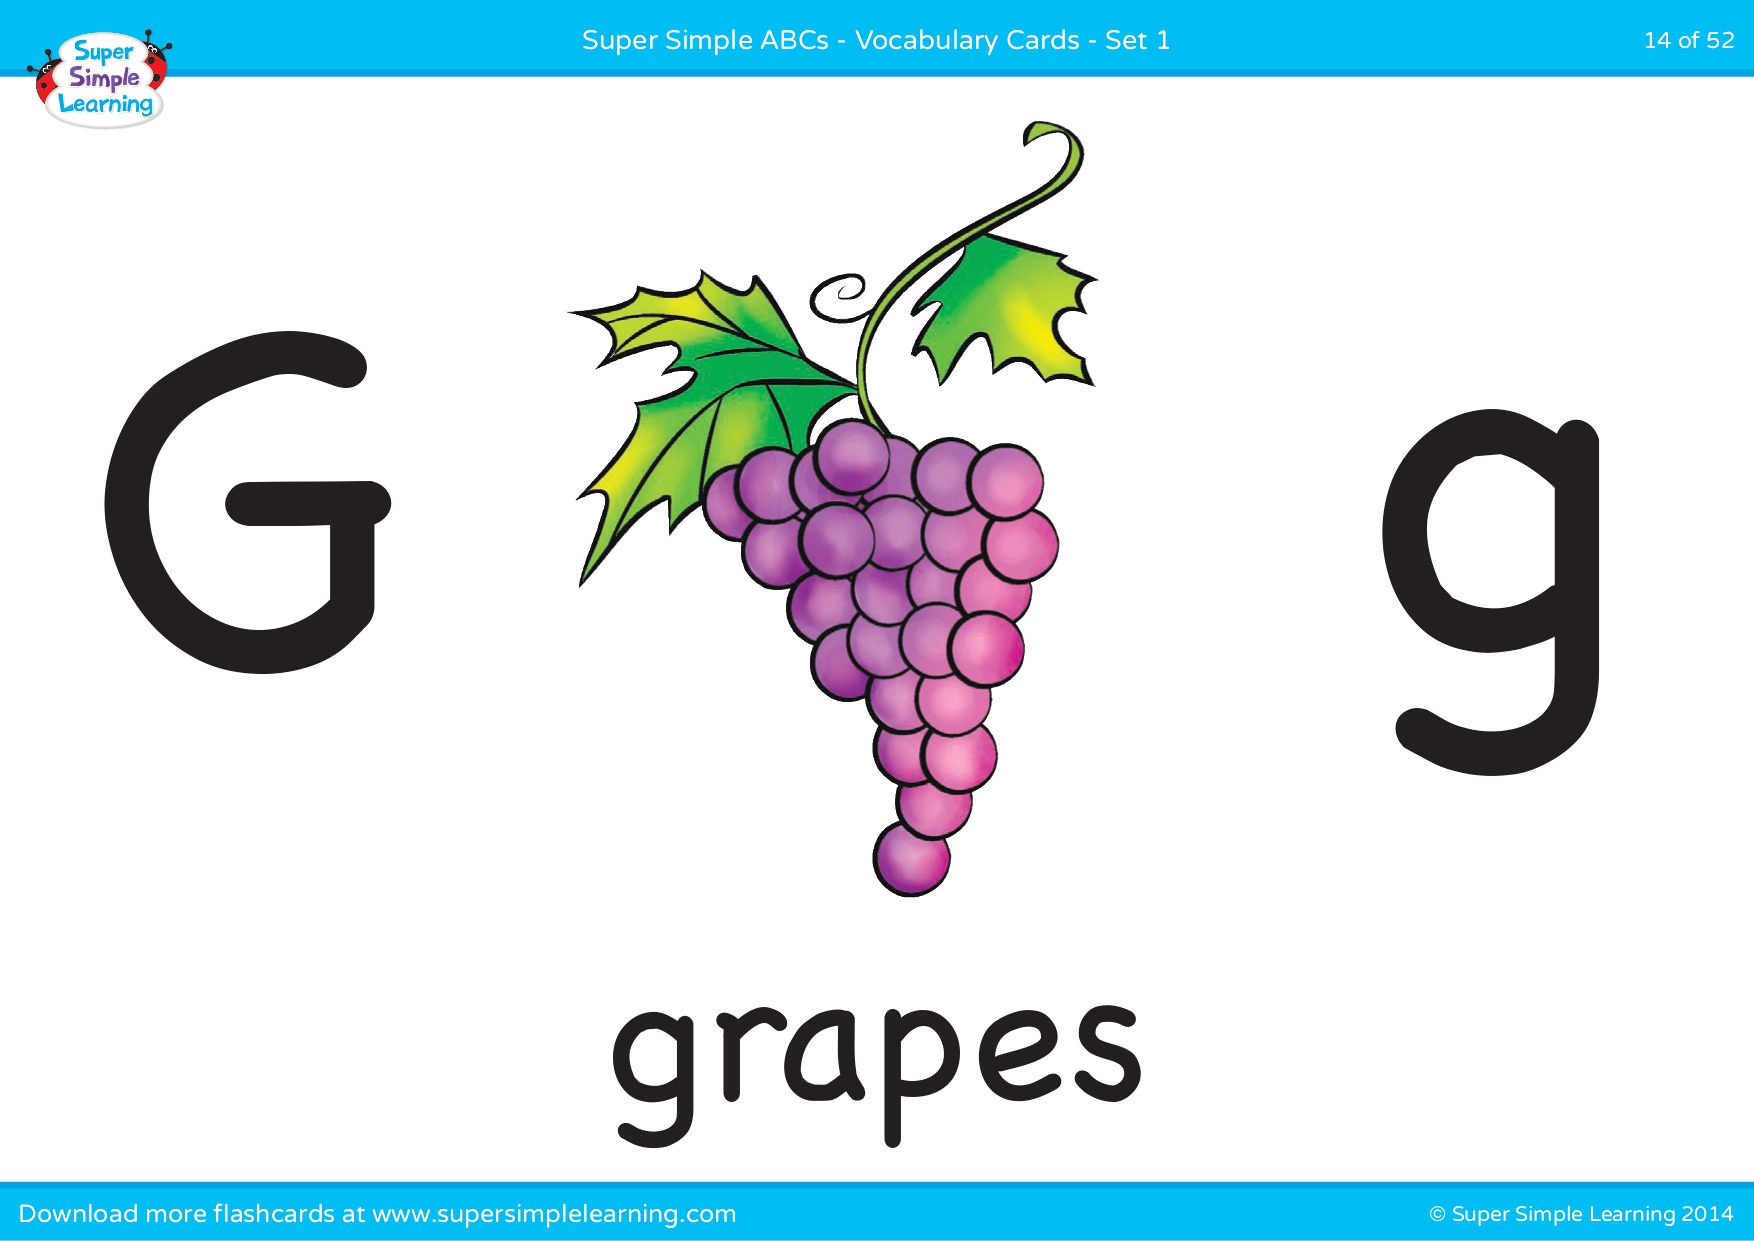 Super Simple ABCs - Vocabulary Cards - Set 1
14 of 52
Super
Simple
Learning
G
g
grapes
Download more flashcards at www.supersimplelearning.com
© Super Simple Learning 2014